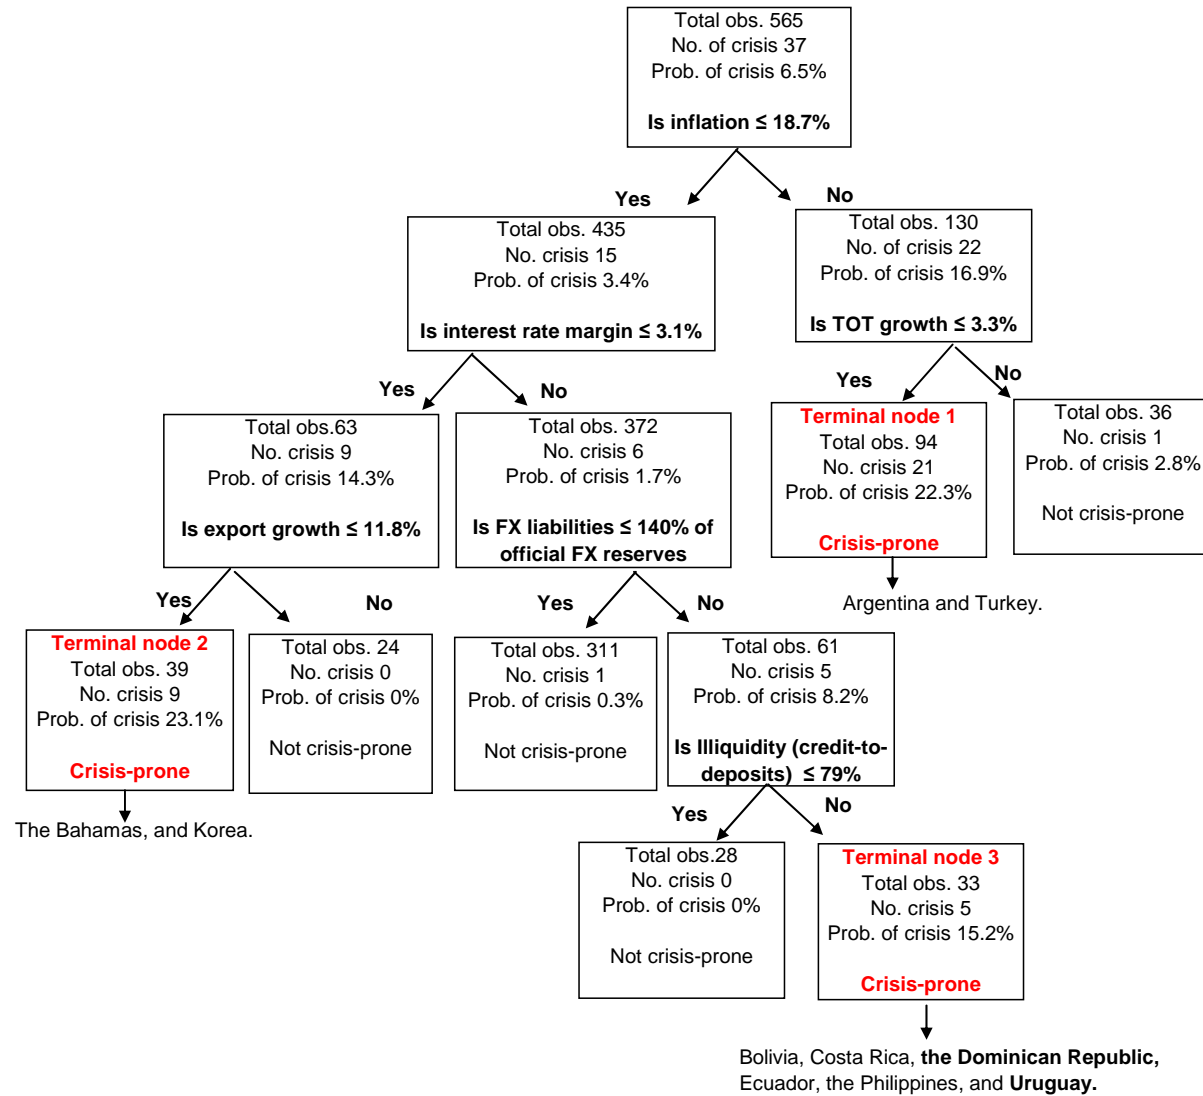 Total obs. 565
No. of crisis 37
Prob. of crisis 6.5%
Is inflation ≤ 18.7%
Yes
No
Total obs. 435
No. crisis 15
Prob. of crisis 3.4%
Is interest rate margin ≤ 3.1%
Total obs. 130
No. of crisis 22
Prob. of crisis 16.9%
Is TOT growth ≤ 3.3%
Yes
No
Yes
No
Total obs.63
No. crisis 9
Prob. of crisis 14.3%
Is export growth ≤ 11.8%
Total obs. 372
No. crisis 6
Prob. of crisis 1.7%
Is FX liabilities ≤ 140% of
official FX reserves
Terminal node 1
Total obs. 94
No. crisis 21
Prob. of crisis 22.3%
Crisis-prone
Total obs. 36
No. crisis 1
Prob. of crisis 2.8%
Not crisis-prone
Argentina and Turkey.
Yes
No
Yes
No
Terminal node 2
Total obs. 39
No. crisis 9
Prob. of crisis 23.1%
Crisis-prone
Total obs. 24
No. crisis 0
Prob. of crisis 0%
Not crisis-prone
Total obs. 311
No. crisis 1
Prob. of crisis 0.3%
Not crisis-prone
Total obs. 61
No. crisis 5
Prob. of crisis 8.2%
Is Illiquidity (credit-to-
deposits) ≤ 79%
The Bahamas, and Korea.
Yes
No
Total obs.28
No. crisis 0
Prob. of crisis 0%
Not crisis-prone
Terminal node 3
Total obs. 33
No. crisis 5
Prob. of crisis 15.2%
Crisis-prone
Bolivia, Costa Rica, the Dominican Republic,
Ecuador, the Philippines, and Uruguay.